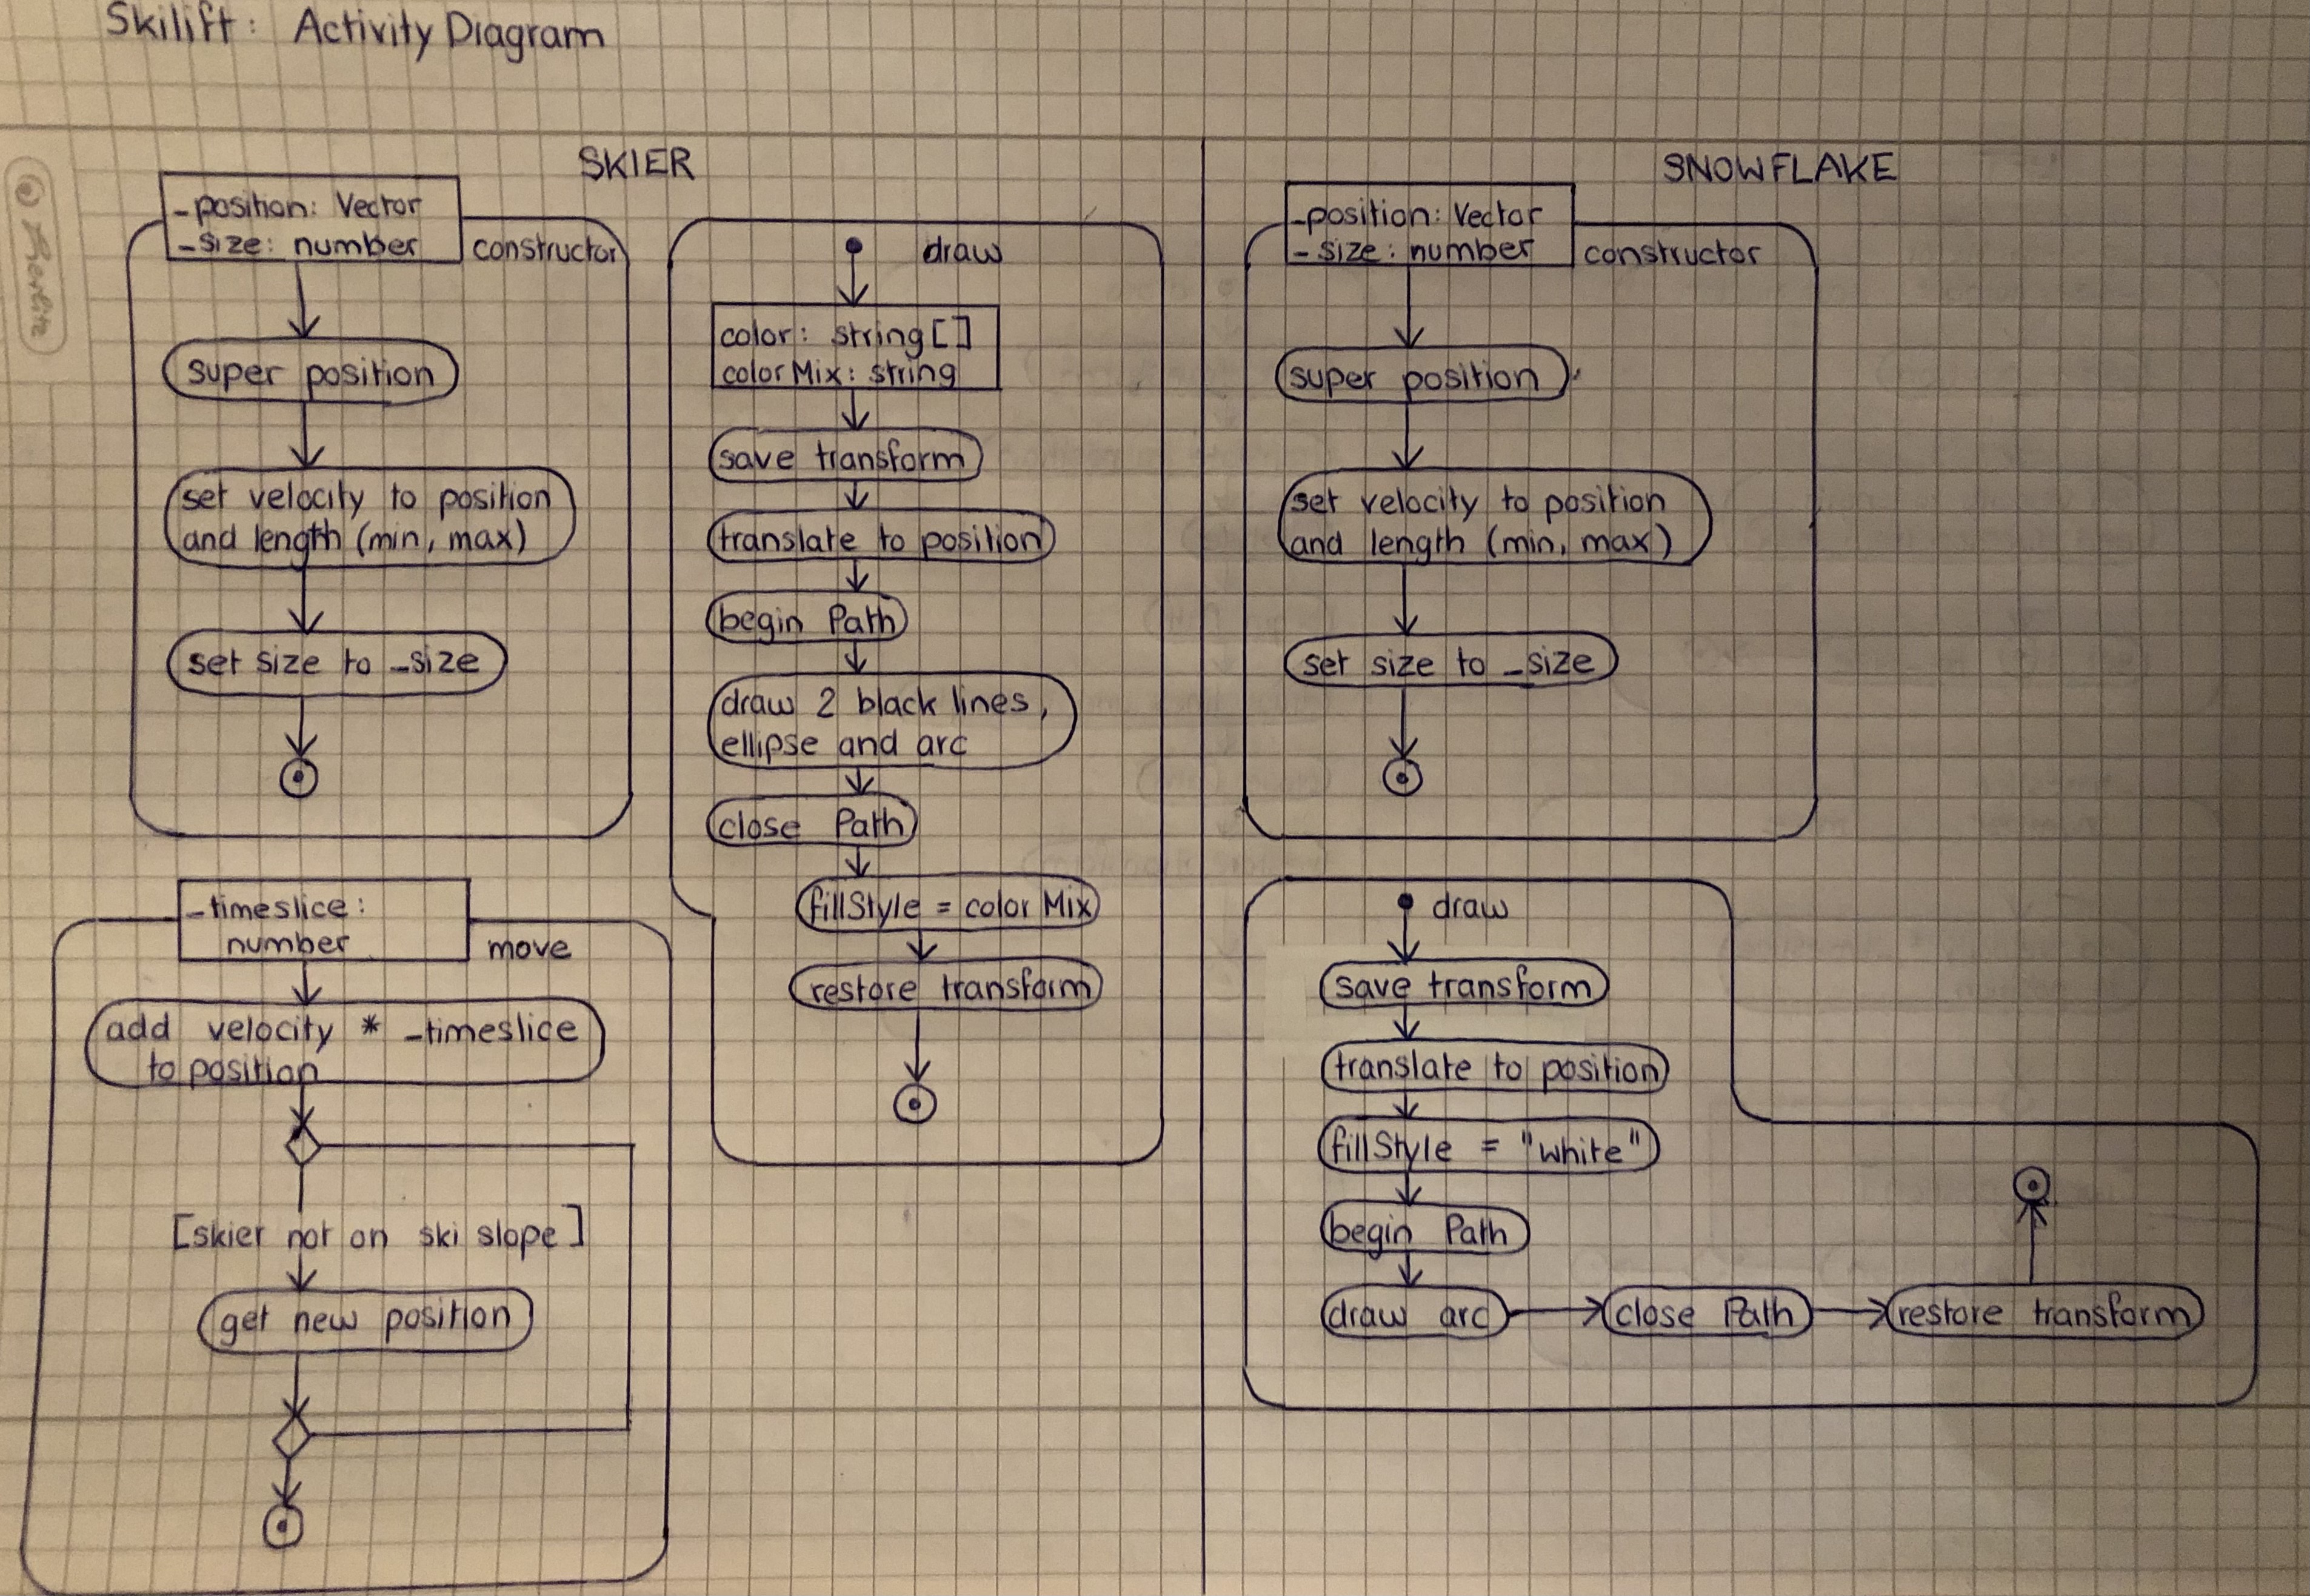 Skilift: Activity Diagram
SKIER
_position: Vector
_size: number
constructor
super position
set velocity to position
and length (min, max)
set size to _size
_timeslice:
number
move
add velocity * _timeslice
to position
[skier not on ski slope]
get new position
draw
color: string[]
colorMix: string
save transform
translate to position
begin Path
draw 2 black lines,
ellipse and arc
close Path
fillStyle = color Mix
restore transform
SNOWFLAKE
_position: Vector
_size: number
constructor
super position
set velocity to position
and length (min, max)
set size to _size
draw
save transform
translate to position
fillStyle = "white"
begin Path
draw arc
close Path
restore transform